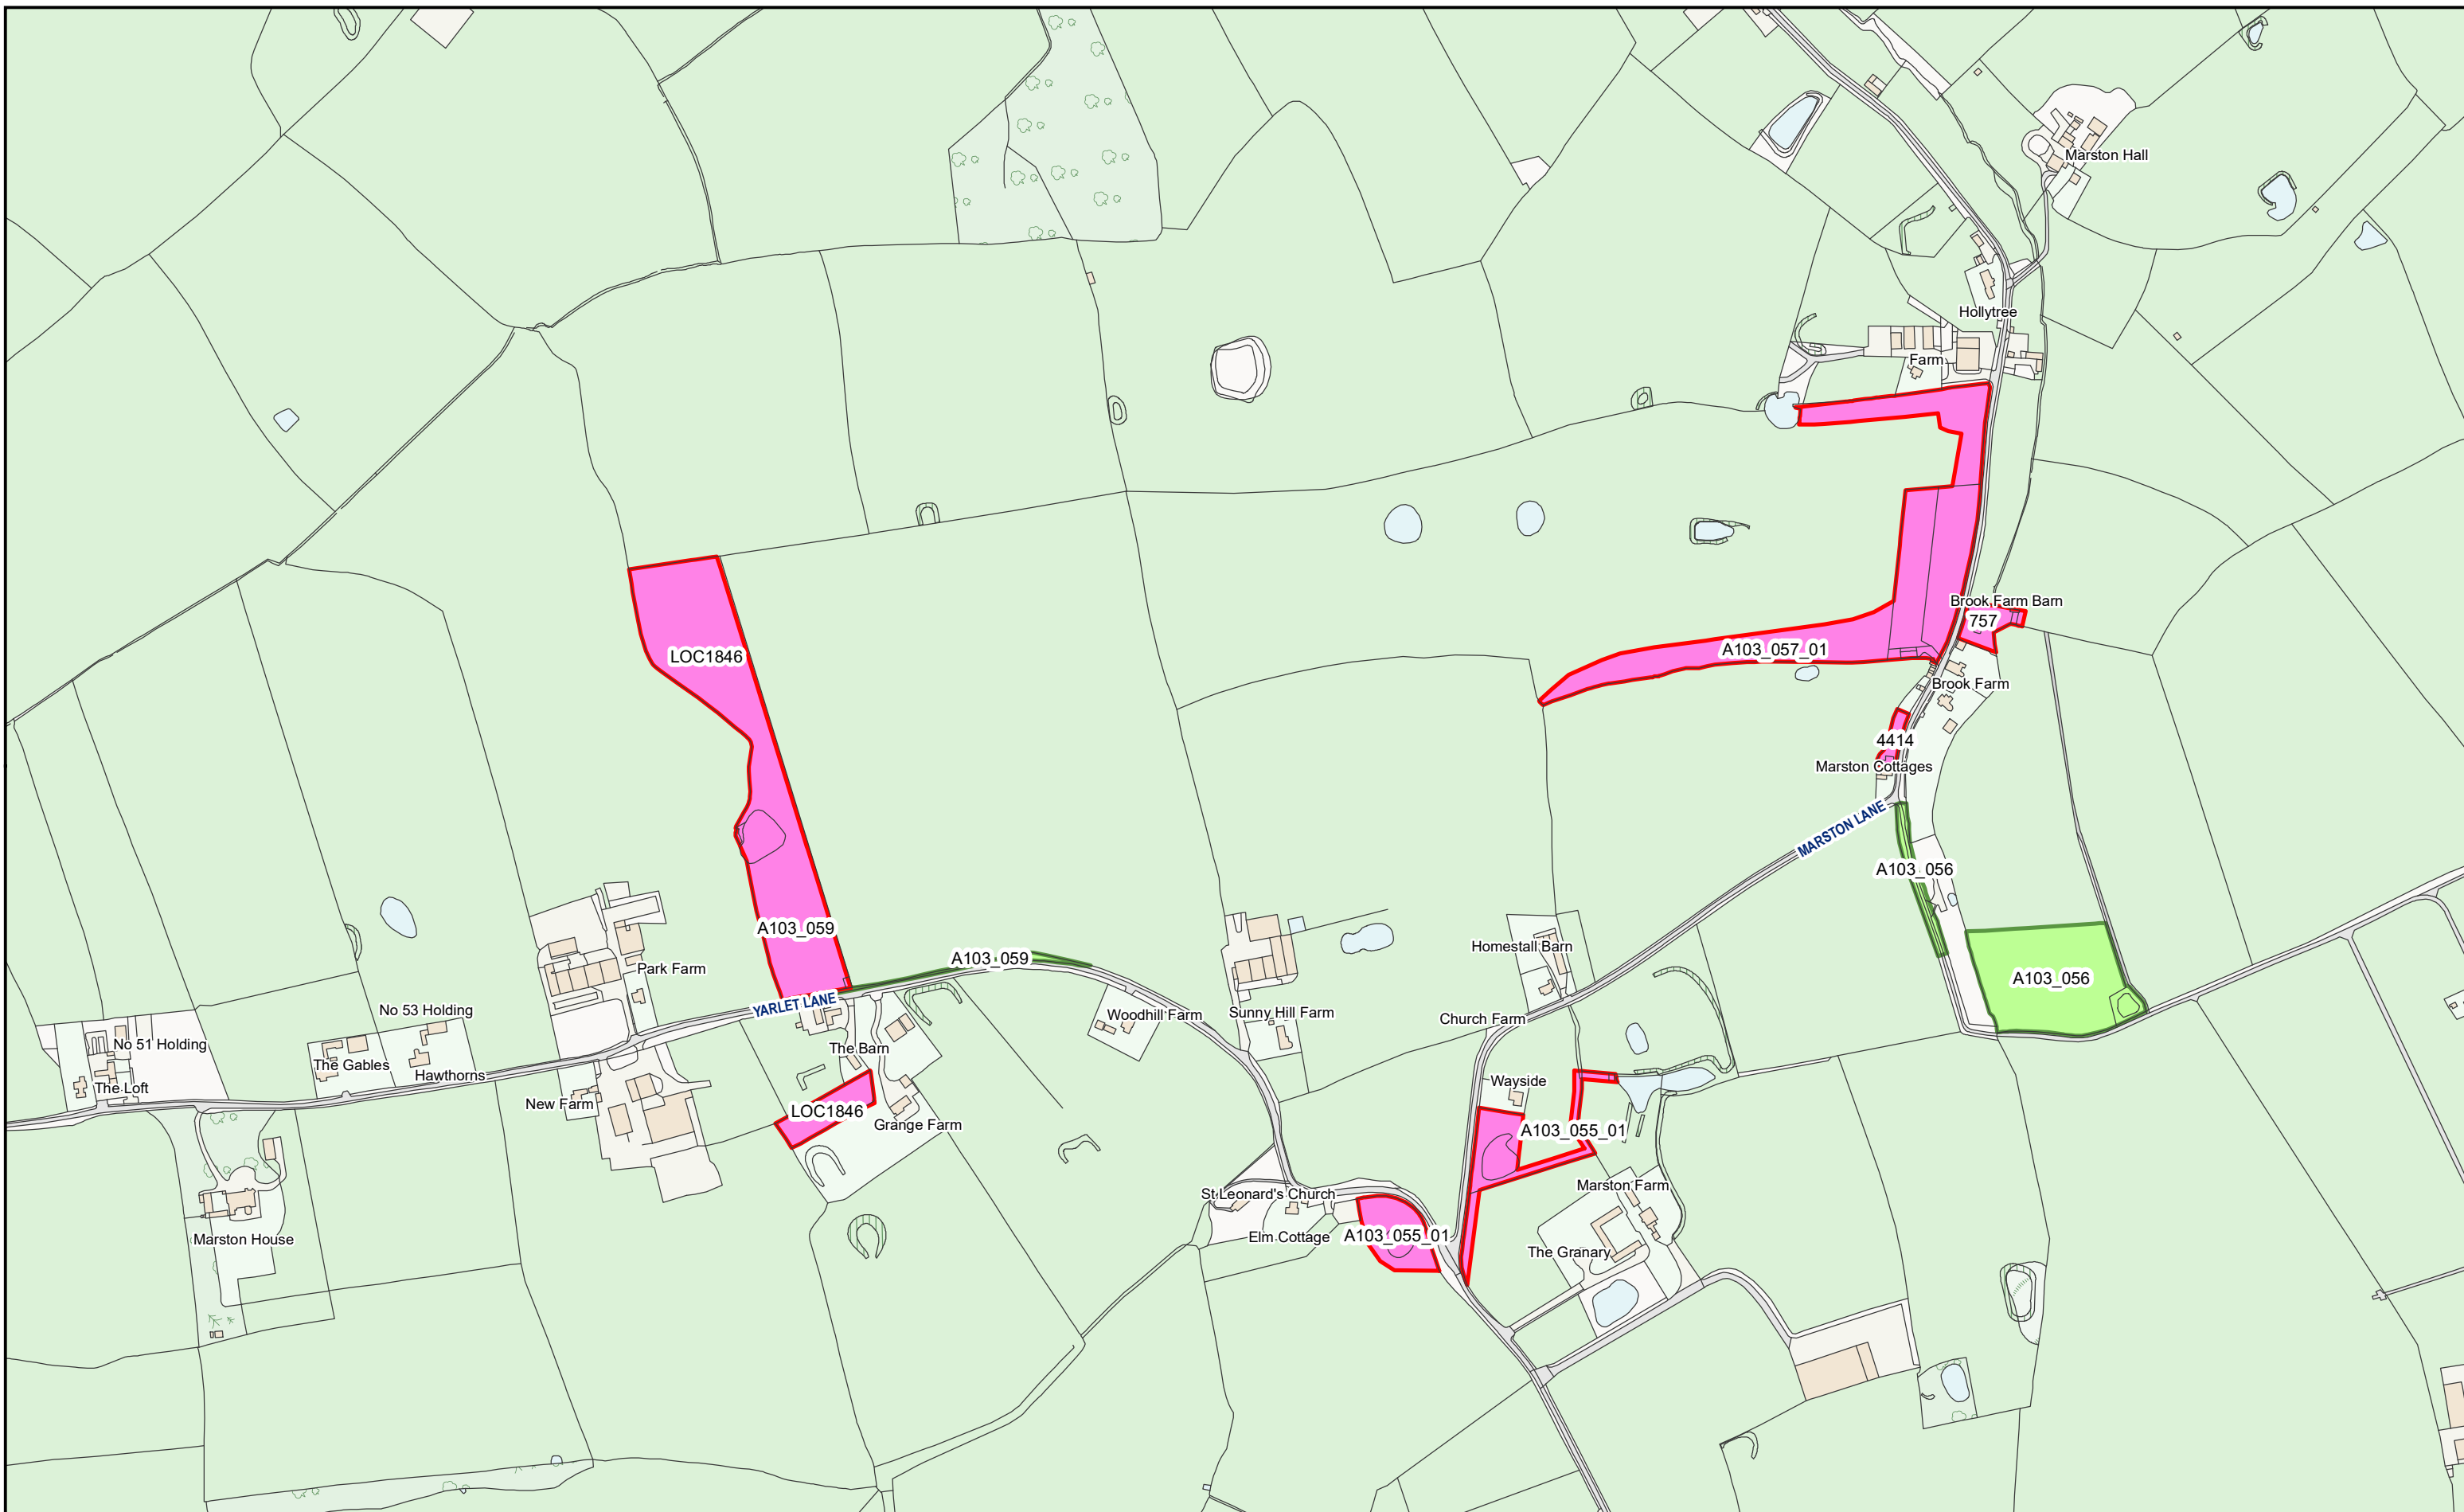 Marston Hall
Hollytree
Farm
Brook Farm Barn
757
LOC1846
A103_057_01
Brook Farm
4414
Marston Cottages
MARSTON LANE
A103_056
A103_059
A103_059
Homestall Barn
Park Farm
A103_056
YARLET LANE
No 53 Holding
Woodhill Farm
Sunny Hill Farm
Church Farm
No 51 Holding
The Barn
The Gables
Hawthorns
The Loft
Wayside
New Farm
LOC1846
Grange Farm
A103_055_01
Marston Farm
St Leonard's Church
Marston House
Elm Cottage
A103_055_01
The Granary